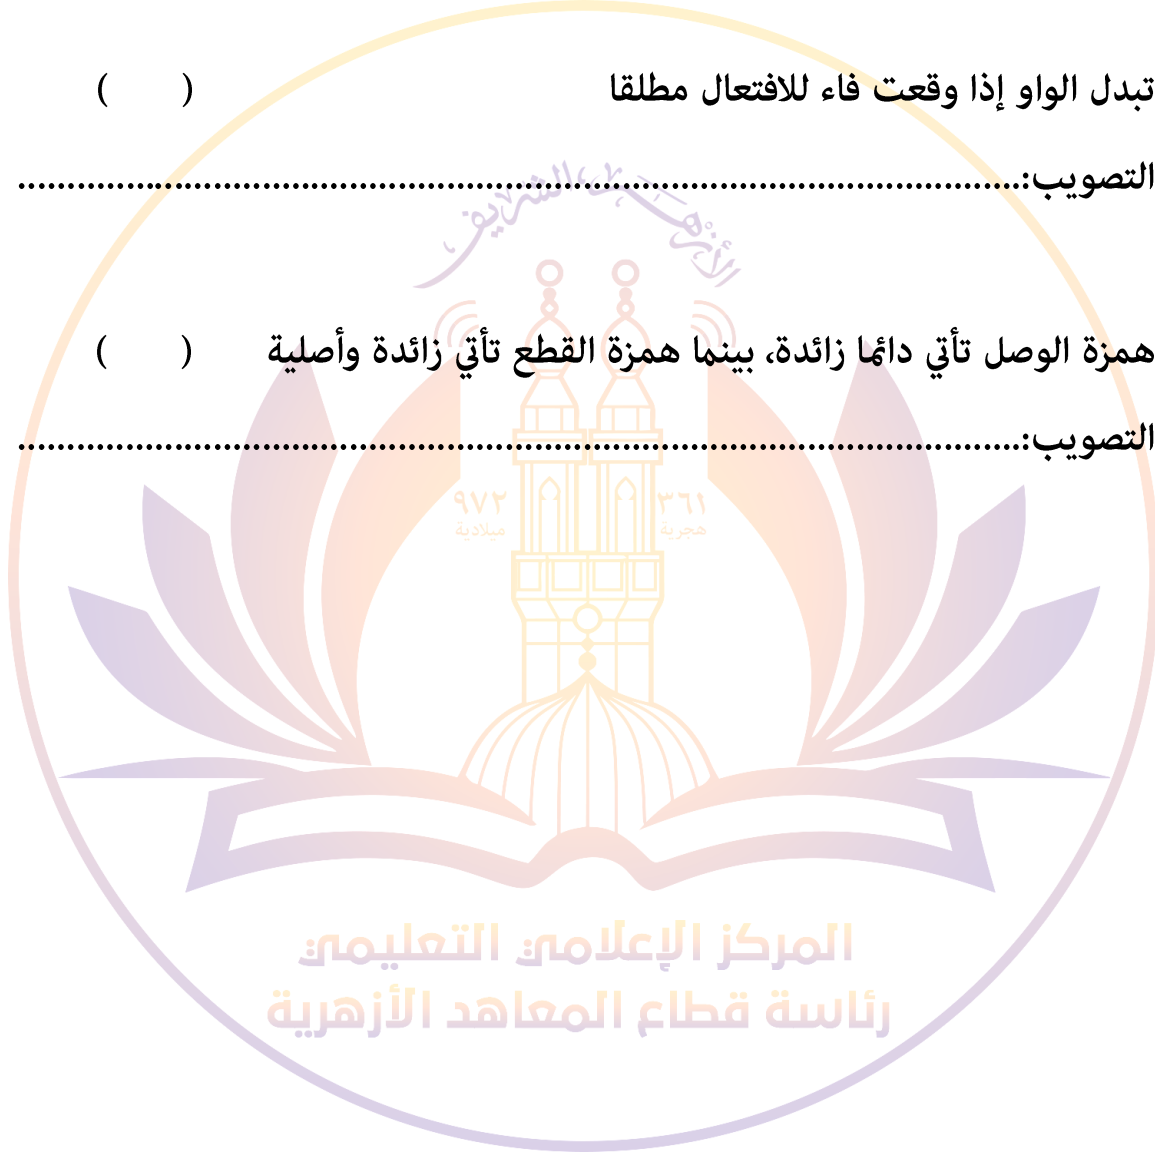 تبدل الواو إذا وقعت فاء للافتعال مطلقا ( )
التصويب:........................................................................................................
الأزهر الشريف
همزة الوصل تأتي دائما زائدة، بينما همزة القطع تأتي زائدة وأصلية ( )
التصويب:........................................................................................................
٩٧٢ ٣٦١
ميلادية هجرية
المركز الإعلامي التعليمي
رئاسة قطاع المعاهد الأزهرية